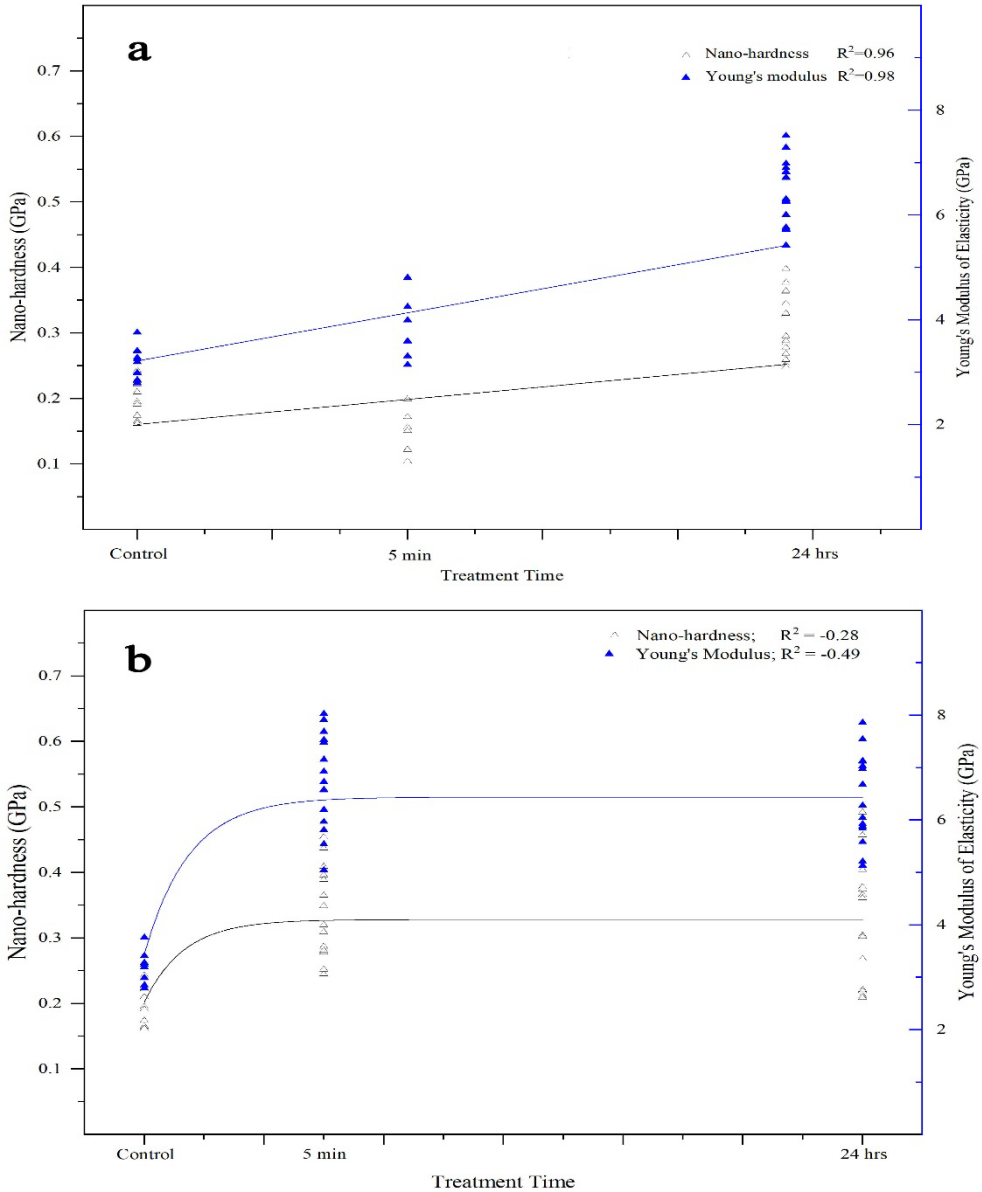 a
Nano-hardness R²=0.96
Young's modulus R²=0.98
0.7
0.6
0.5
0.4
0.3
0.2
0.1
Nano-hardness (GPa)
8
6
4
2
Young's Modulus of Elasticity (GPa)
Control 5 min 24 hrs
Treatment Time
b
Nano-hardness; R² = -0.28
Young's Modulus; R² = -0.49
0.7
0.6
0.5
0.4
0.3
0.2
0.1
Nano-hardness (GPa)
8
6
4
2
Young's Modulus of Elasticity (GPa)
Control 5 min 24 hrs
Treatment Time